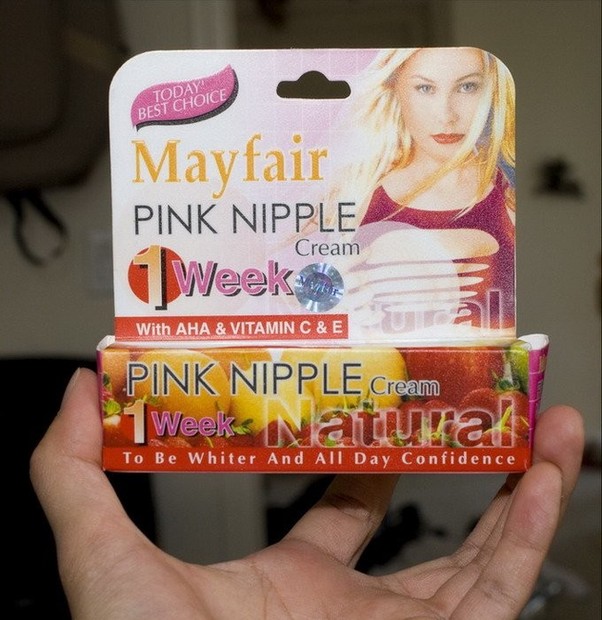 TODAY'
BEST CHOICE
Mayfair
PINK NIPPLE
Cream
1 Week
With AHA & VITAMIN C & E
PINK NIPPLE Cream
1 Week Natural
To Be Whiter And All Day Confidence